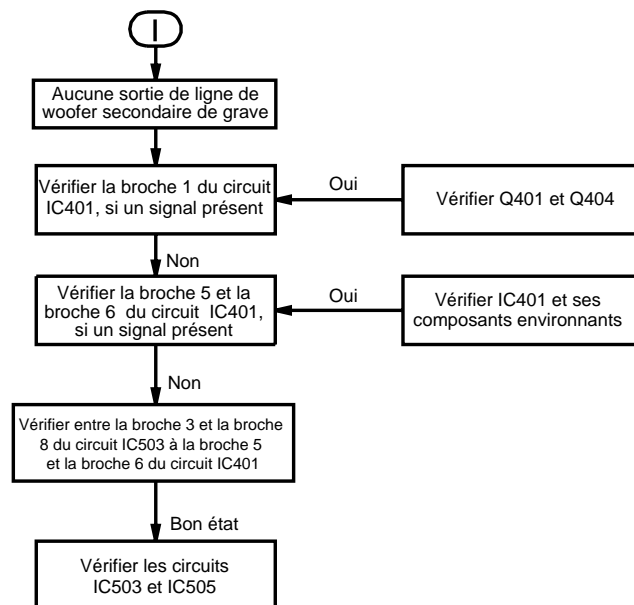 I
Aucune sortie de ligne de
woofer secondaire de grave
Vérifier la broche 1 du circuit
IC401, si un signal présent
Oui
Vérifier Q401 et Q404
Non
Vérifier la broche 5 et la
broche 6 du circuit IC401,
si un signal présent
Oui
Vérifier IC401 et ses
composants environnants
Non
Vérifier entre la broche 3 et la broche
8 du circuit IC503 à la broche 5
et la broche 6 du circuit IC401
Bon état
Vérifier les circuits
IC503 et IC505